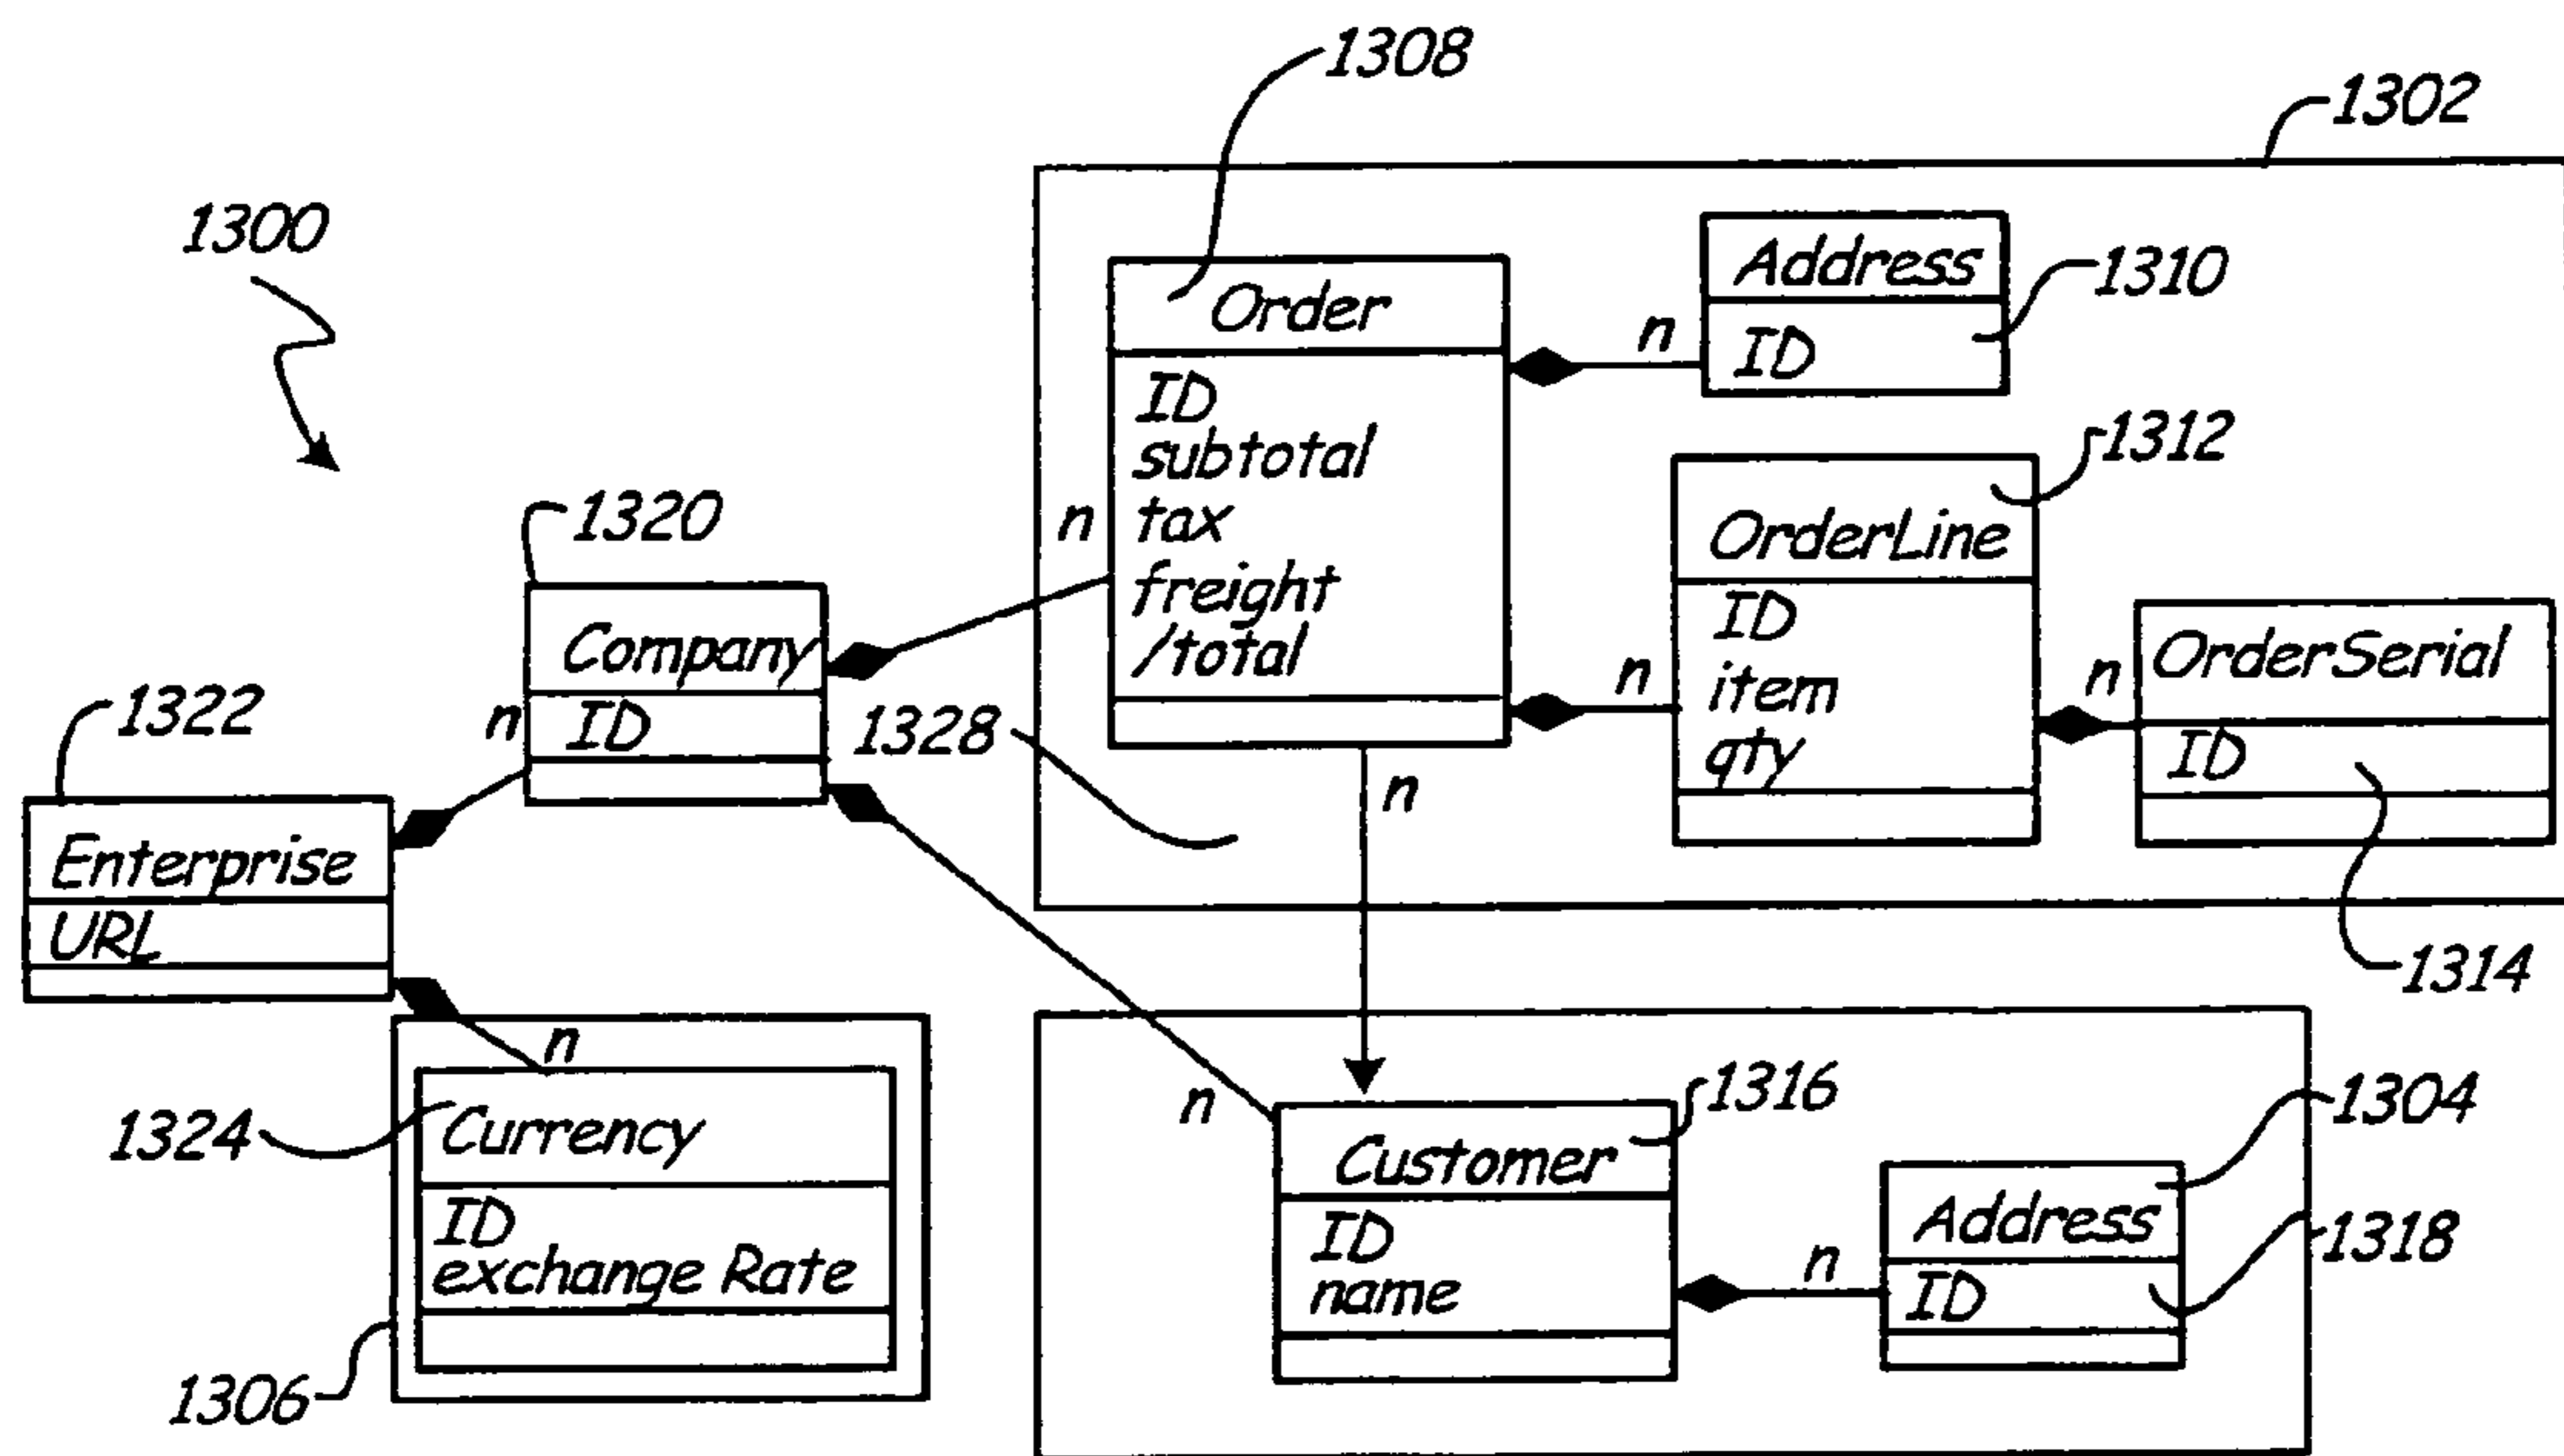 1308
1302
1300
Address
1310
Order
n
ID
ID
subtotal
tax
freight
/total
n
1312
OrderLine
ID
item
qty
n
1320
Company
ID
n
OrderSerial
ID
n
1322
1328
n
Enterprise
URL
1314
n
1324
Currency
ID
exchange Rate
1306
n
1316
Customer
ID
name
1304
Address
ID
n
1318